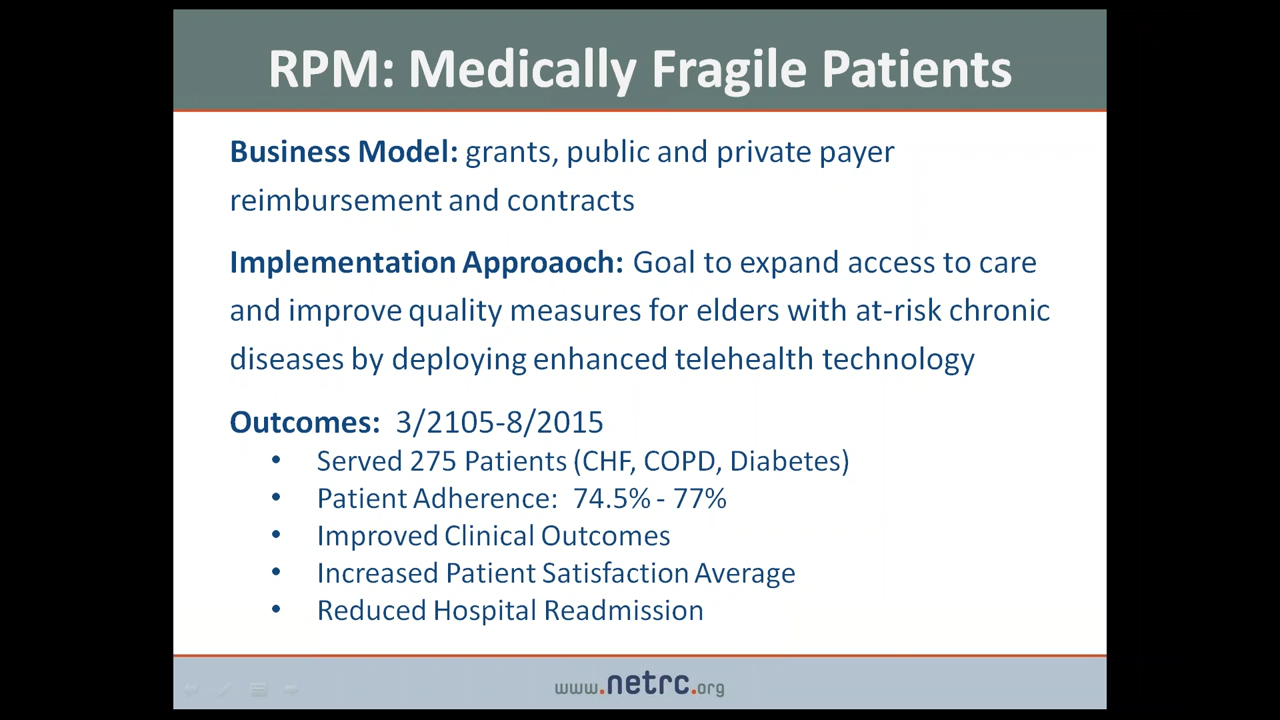 RPM: Medically Fragile Patients
Business Model: grants, public and private payer
reimbursement and contracts
Implementation Approaoch: Goal to expand access to care
and improve quality measures for elders with at-risk chronic
diseases by deploying enhanced telehealth technology
Outcomes: 3/2105-8/2015
• Served 275 Patients (CHF, COPD, Diabetes)
• Patient Adherence: 74.5% - 77%
• Improved Clinical Outcomes
• Increased Patient Satisfaction Average
• Reduced Hospital Readmission
www.netrc.org